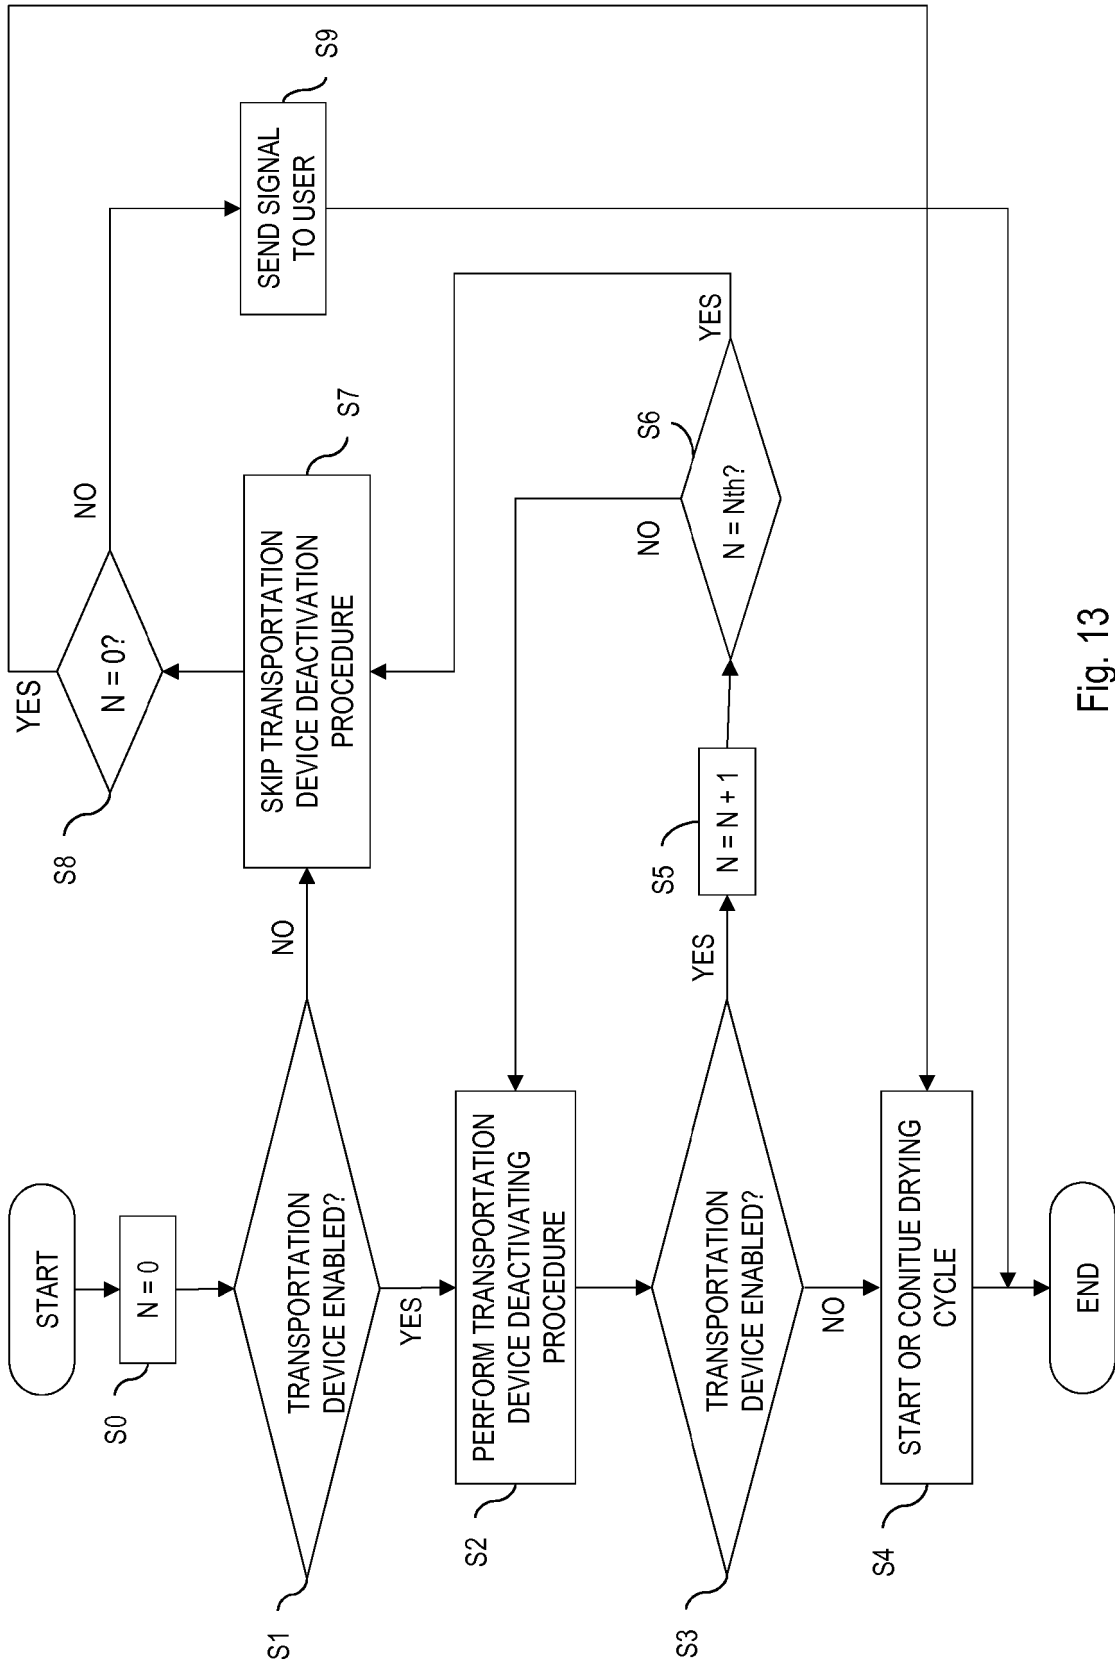 START
N = 0
S0
TRANSPORTATION
DEVICE ENABLED?
S1
NO
YES
SKIP TRANSPORTATION
DEVICE DEACTIVATION
PROCEDURE
S7
N = 0?
S8
YES
NO
SEND SIGNAL
TO USER
S9
PERFORM TRANSPORTATION
DEVICE DEACTIVATING
PROCEDURE
S2
TRANSPORTATION
DEVICE ENABLED?
S3
YES
NO
N = N + 1
S5
N = Nth?
S6
NO
YES
START OR CONITUE DRYING
CYCLE
S4
END
Fig. 13